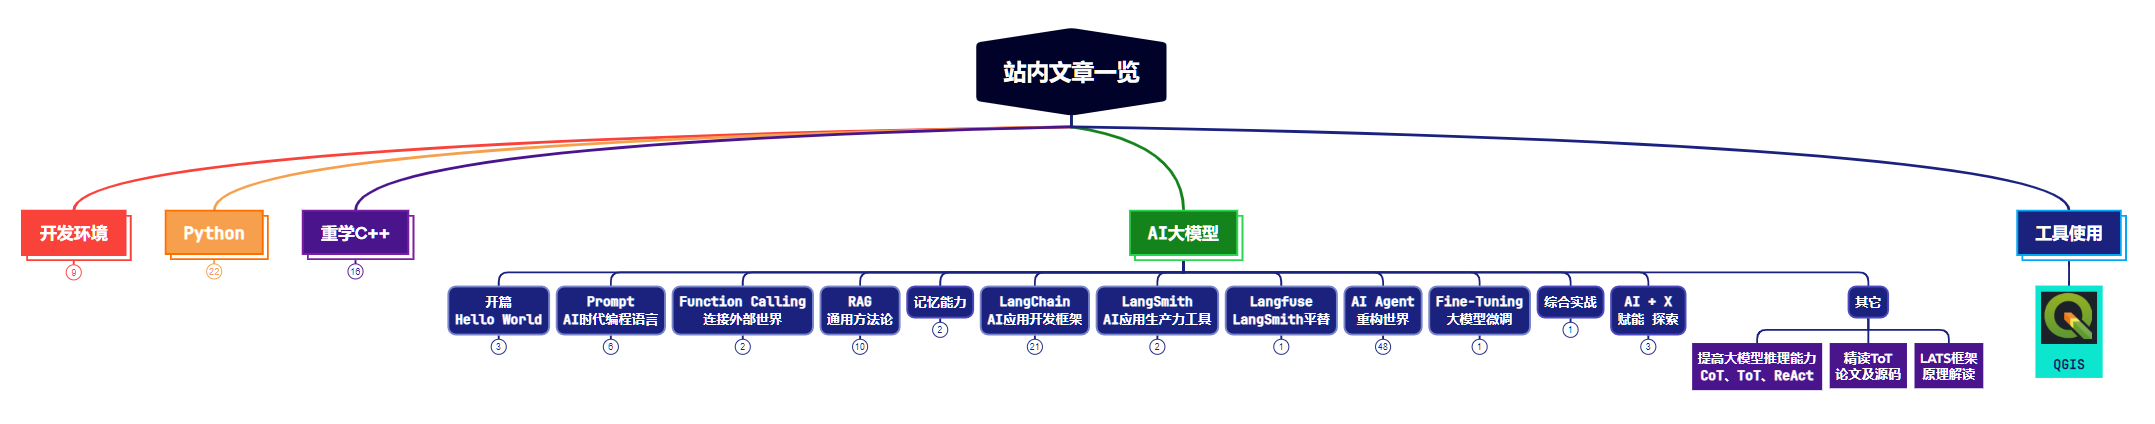 站内文章一览
开发环境
9
Python
22
重学C++
16
AI大模型
工具使用
开篇
Hello World
3
Prompt
AI时代编程语言
6
Function Calling
连接外部世界
2
RAG
通用方法论
10
记忆能力
2
LangChain
AI应用开发框架
21
LangSmith
AI应用生产力工具
2
Langfuse
LangSmith平替
1
AI Agent
重构世界
48
Fine-Tuning
大模型微调
1
综合实战
1
AI + X
赋能 探索
3
其它
提高大模型推理能力
CoT、ToT、ReAct
精读ToT
论文及源码
LATS框架
原理解读
QGIS